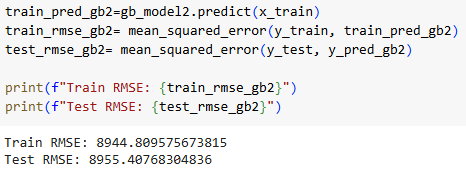 train_pred_gb2=gb_model2.predict(x_train)
train_rmse_gb2= mean_squared_error(y_train, train_pred_gb2)
test_rmse_gb2= mean_squared_error(y_test, y_pred_gb2)
print(f"Train RMSE: {train_rmse_gb2}")
print(f"Test RMSE: {test_rmse_gb2}")
Train RMSE: 8944.809575673815
Test RMSE: 8955.40768304836